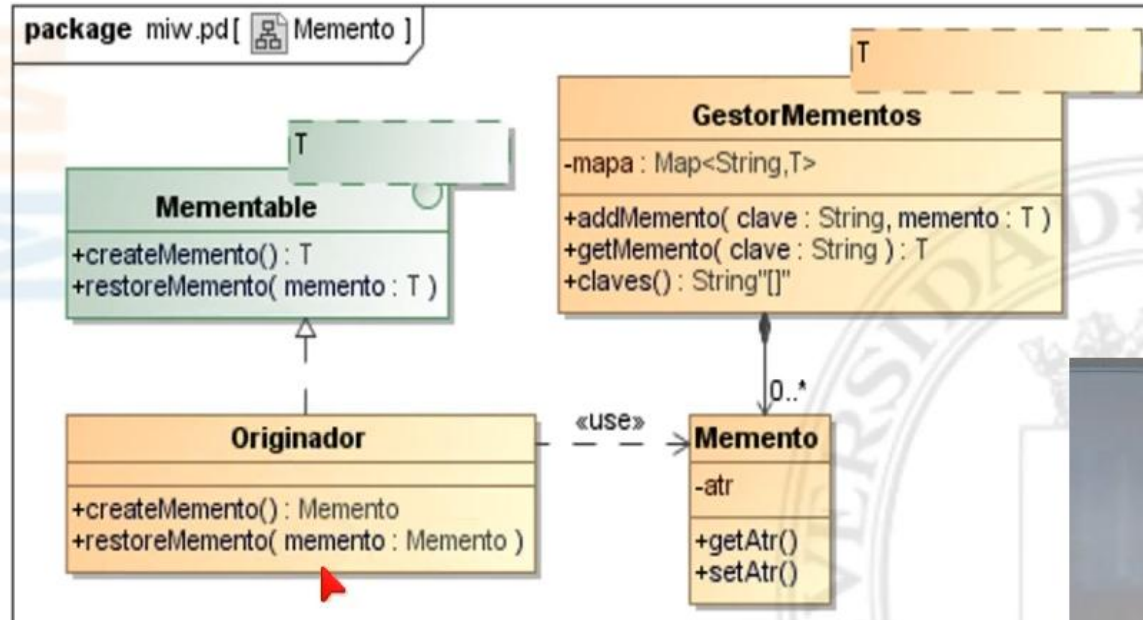 package miw.pd[ Memento ]
T
GestorMementos
-mapa : Map<String,T>
+addMemento( clave : String, memento : T )
+getMemento( clave : String ) : T
+claves() : String"[]"
T
Mementable
+createMemento() : T
+restoreMemento( memento : T )
0..*
«use»
Originador
+createMemento() : Memento
+restoreMemento( memento : Memento )
Memento
-atr
+getAtr()
+setAtr()